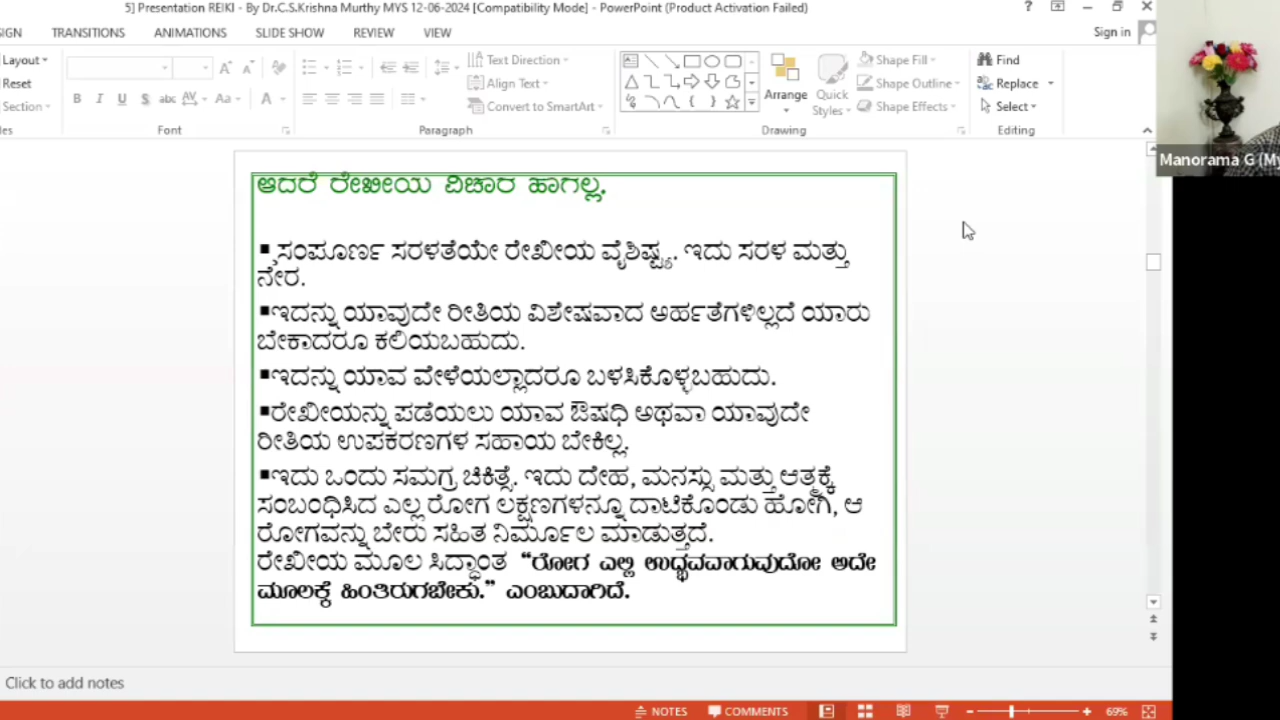 5] Presentation REIKI - By Dr.C.S.Krishna Murthy MYS 12-06-2024 [Compatibility Mode] - PowerPoint (Product Activation Failed)
SIGN TRANSITIONS ANIMATIONS SLIDE SHOW REVIEW VIEW Sign in
Layout Text Direction Shape Fill Find
Reset Align Text Arrange Quick Shape Outline Replace
Section B I U S abc AV Aa A Convert to SmartArt Styles Shape Effects Select
Font Paragraph Drawing Editing
Manorama G (My
ಆದರೆ ರೇಖೀಯ ವಿಚಾರ ಹಾಗಲ್ಲ.
▪ ಸಂಪೂರ್ಣ ಸರಳತೆಯೇ ರೇಖೀಯ ವೈಶಿಷ್ಟ್ಯ. ಇದು ಸರಳ ಮತ್ತು
ನೇರ.
▪ಇದನ್ನು ಯಾವುದೇ ರೀತಿಯ ವಿಶೇಷವಾದ ಅರ್ಹತೆಗಳಿಲ್ಲದೆ ಯಾರು
ಬೇಕಾದರೂ ಕಲಿಯಬಹುದು.
▪ಇದನ್ನು ಯಾವ ವೇಳೆಯಲ್ಲಾದರೂ ಬಳಸಿಕೊಳ್ಳಬಹುದು.
▪ರೇಖೀಯನ್ನು ಪಡೆಯಲು ಯಾವ ಔಷಧಿ ಅಥವಾ ಯಾವುದೇ
ರೀತಿಯ ಉಪಕರಣಗಳ ಸಹಾಯ ಬೇಕಿಲ್ಲ.
▪ಇದು ಒಂದು ಸಮಗ್ರ ಚಿಕಿತ್ಸೆ. ಇದು ದೇಹ, ಮನಸ್ಸು ಮತ್ತು ಆತ್ಮಕ್ಕೆ
ಸಂಬಂಧಿಸಿದ ಎಲ್ಲ ರೋಗ ಲಕ್ಷಣಗಳನ್ನೂ ದಾಟಿಕೊಂಡು ಹೋಗಿ, ಆ
ರೋಗವನ್ನು ಬೇರು ಸಹಿತ ನಿರ್ಮೂಲ ಮಾಡುತ್ತದೆ.
ರೇಖೀಯ ಮೂಲ ಸಿದ್ಧಾಂತ “ರೋಗ ಎಲ್ಲಿ ಉದ್ಭವವಾಗುವುದೋ ಅದೇ
ಮೂಲಕ್ಕೆ ಹಿಂತಿರುಗಬೇಕು.” ಎಂಬುದಾಗಿದೆ.
Click to add notes
NOTES COMMENTS 69%